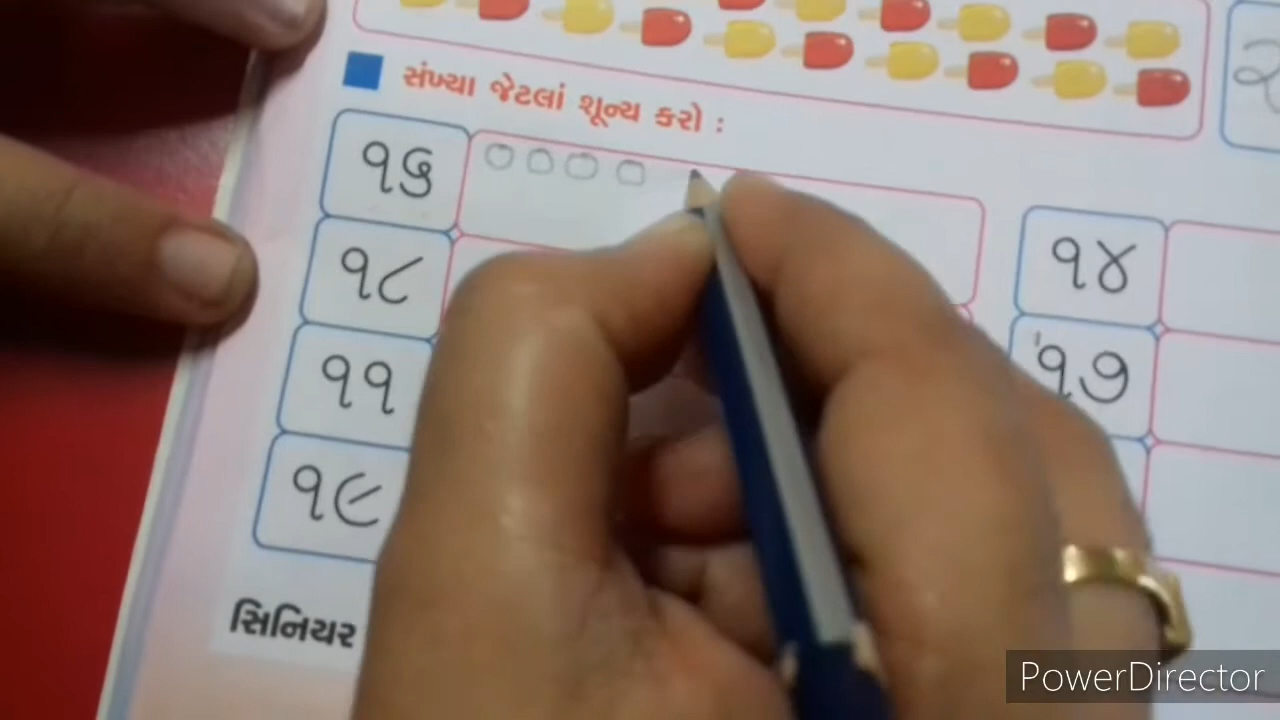 સંખ્યા જેટલાં શૂન્ય કરો :
૧૬
૧૪
૧૮
૧૭
૧૧
૧૯
સિનિયર
PowerDirector